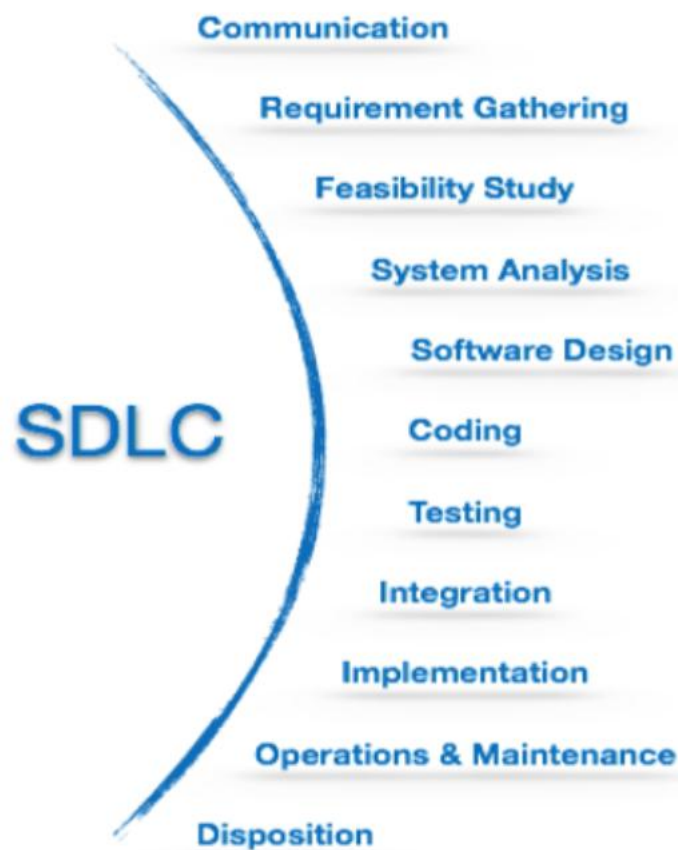 Communication
Requirement Gathering
Feasibility Study
System Analysis
Software Design
SDLC
Coding
Testing
Integration
Implementation
Operations & Maintenance
Disposition